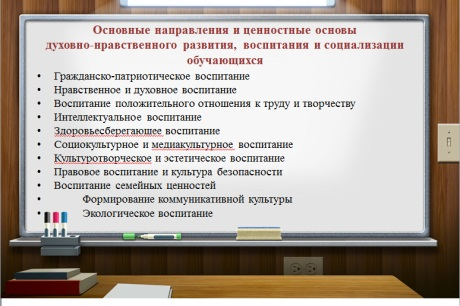 Основные направления и ценностные основы
духовно-нравственного развития, воспитания и социализации
обучающихся
• Гражданско-патриотическое воспитание
• Нравственное и духовное воспитание
• Воспитание положительного отношения к труду и творчеству
• Интеллектуальное воспитание
• Здоровьесберегающее воспитание
• Социокультурное и медиакультурное воспитание
• Культуротворческое и эстетическое воспитание
• Правовое воспитание и культура безопасности
• Воспитание семейных ценностей
• Формирование коммуникативной культуры
• Экологическое воспитание